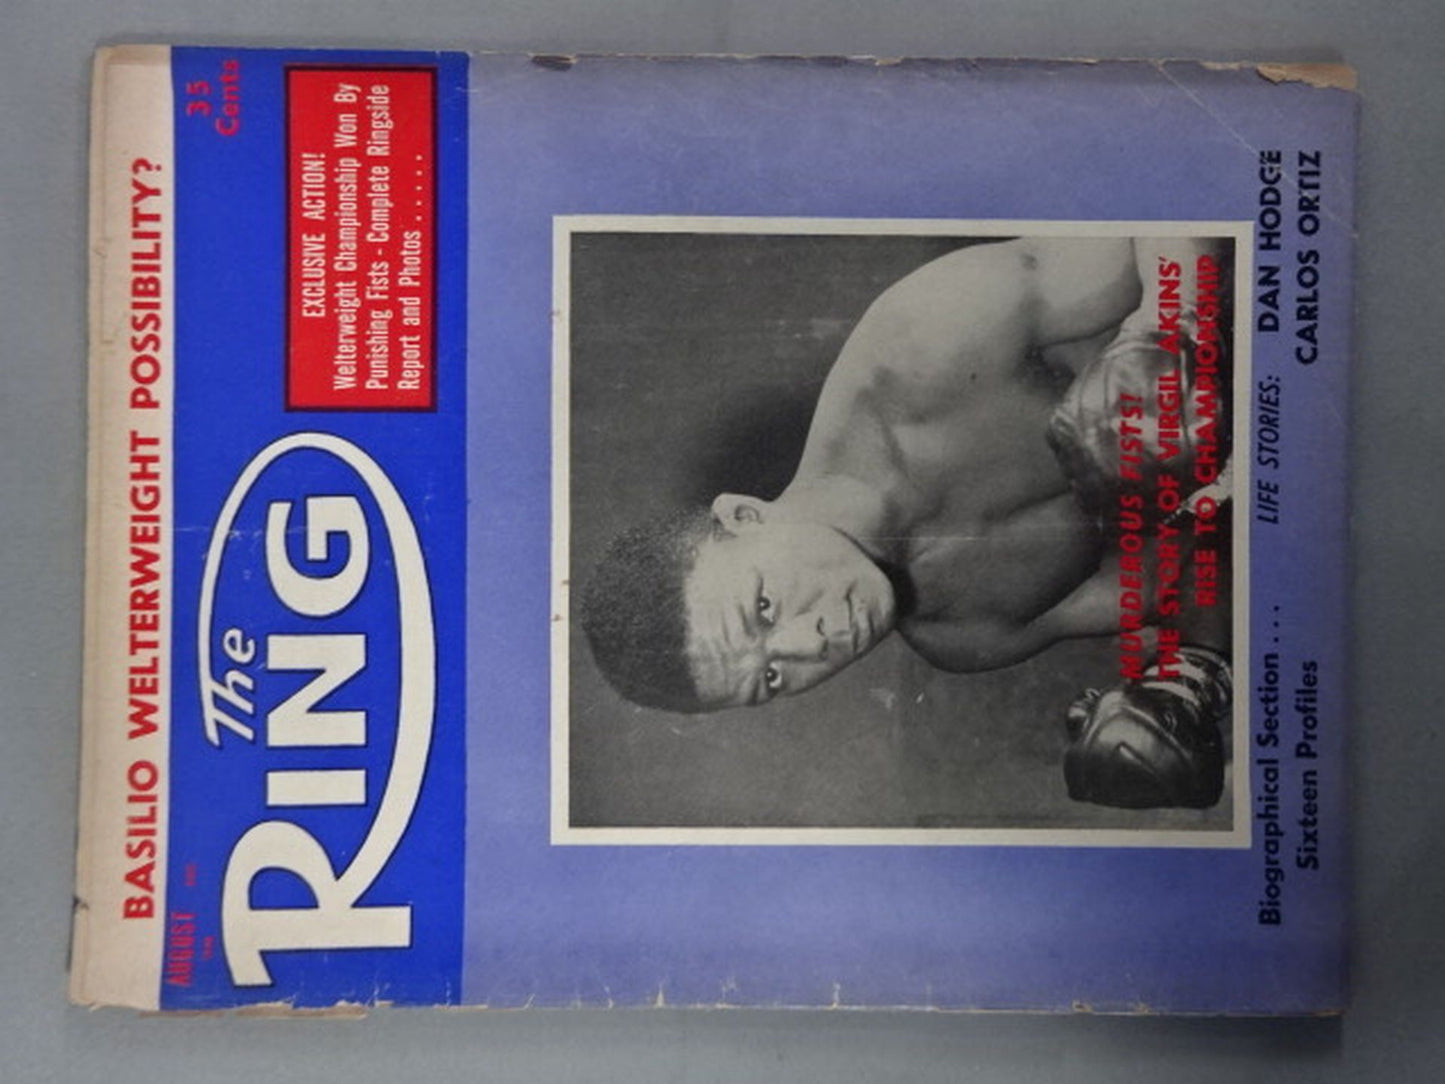 BASILIO WELTERWEIGHT POSSIBILITY?
AUGUST
35
Cents
The
RING
EXCLUSIVE ACTION!
Welterweight Championship Won By
Punishing Fists - Complete Ringside
Report and Photos . . . . .
MURDEROUS FISTS!
THE STORY OF VIRGIL AKINS'
RISE TO CHAMPIONSHIP
Biographical Section . . . LIFE STORIES: DAN HODGE
Sixteen Profiles CARLOS ORTIZ